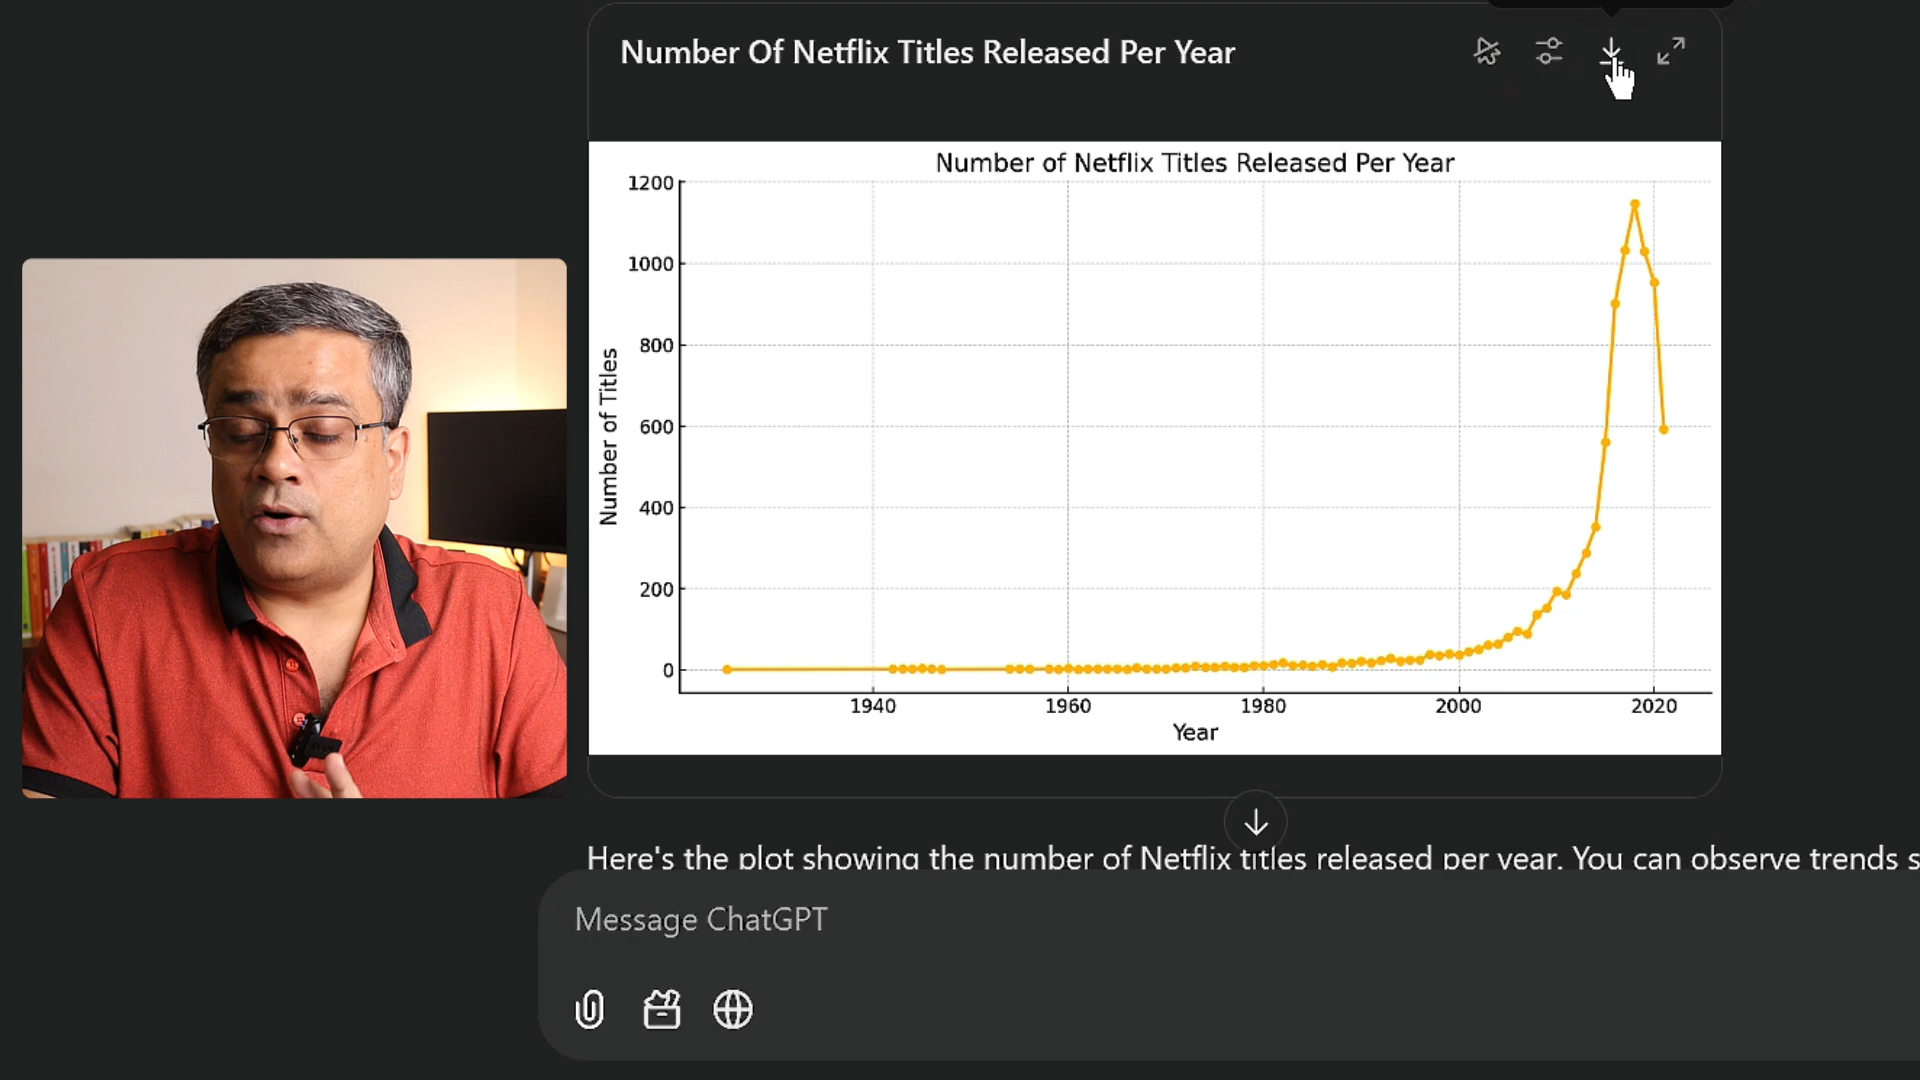 Number Of Netflix Titles Released Per Year
Number of Netflix Titles Released Per Year
1200
1000
800
600
400
200
0
Number of Titles
1940 1960 1980 2000 2020
Year
Here's the plot showing the number of Netflix titles released per year. You can observe trends s
Message ChatGPT